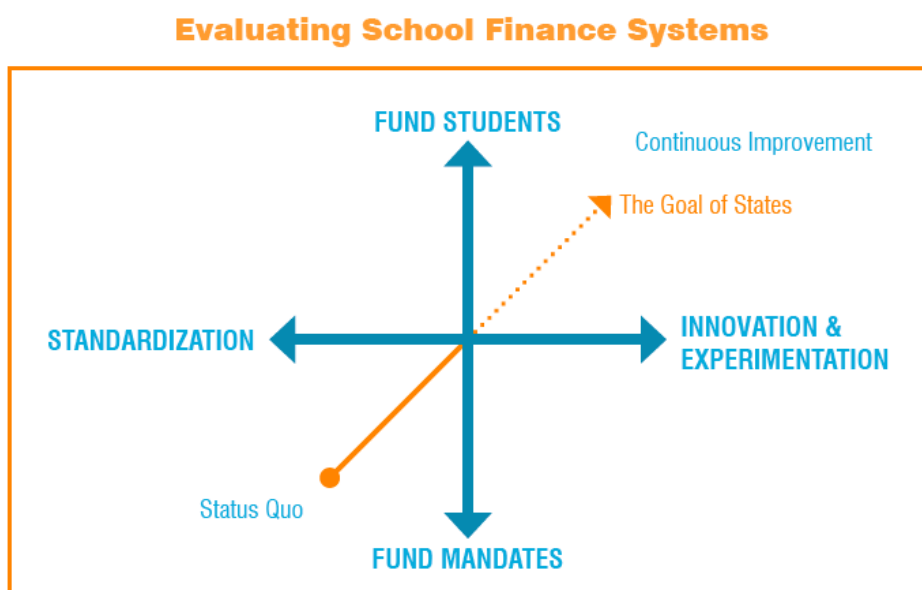 Evaluating School Finance Systems
FUND STUDENTS
Continuous Improvement
The Goal of States
STANDARDIZATION
INNOVATION &
EXPERIMENTATION
Status Quo
FUND MANDATES